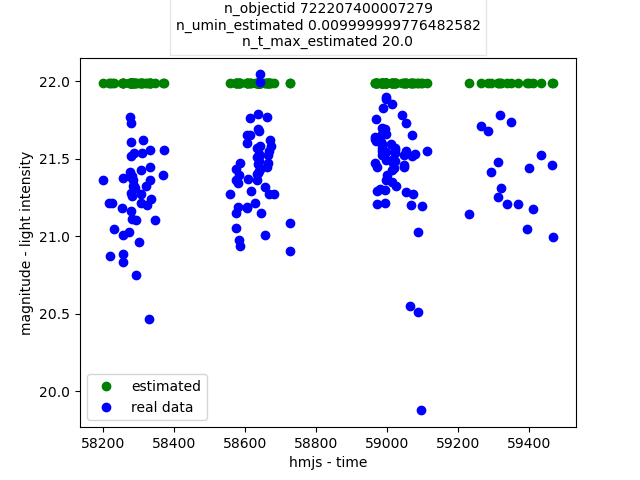 n_objectid 722207400007279
n_umin_estimated 0.009999999776482582
n_t_max_estimated 20.0
22.0
21.5
21.0
20.5
20.0
magnitude - light intensity
estimated
real data
58200 58400 58600 58800 59000 59200 59400
hmjs - time